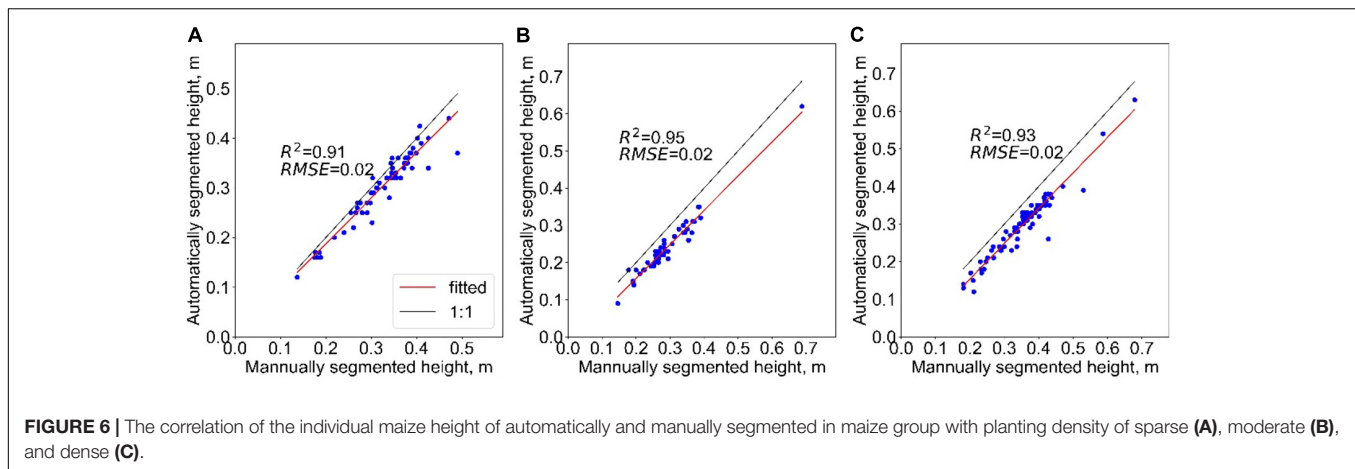 A
B
C
Automatically segmented height, m
0.5
0.4
0.3
0.2
0.1
0.0
R²=0.91
RMSE=0.02
fitted
1:1
0.0 0.1 0.2 0.3 0.4 0.5
Mannually segmented height, m
Automatically segmented height, m
0.7
0.6
0.5
0.4
0.3
0.2
0.1
0.0
R²=0.95
RMSE=0.02
0.0 0.1 0.2 0.3 0.4 0.5 0.6 0.7
Mannually segmented height, m
Automatically segmented height, m
0.7
0.6
0.5
0.4
0.3
0.2
0.1
0.0
R²=0.93
RMSE=0.02
0.0 0.1 0.2 0.3 0.4 0.5 0.6 0.7
Mannually segmented height, m
FIGURE 6 | The correlation of the individual maize height of automatically and manually segmented in maize group with planting density of sparse (A), moderate (B),
and dense (C).